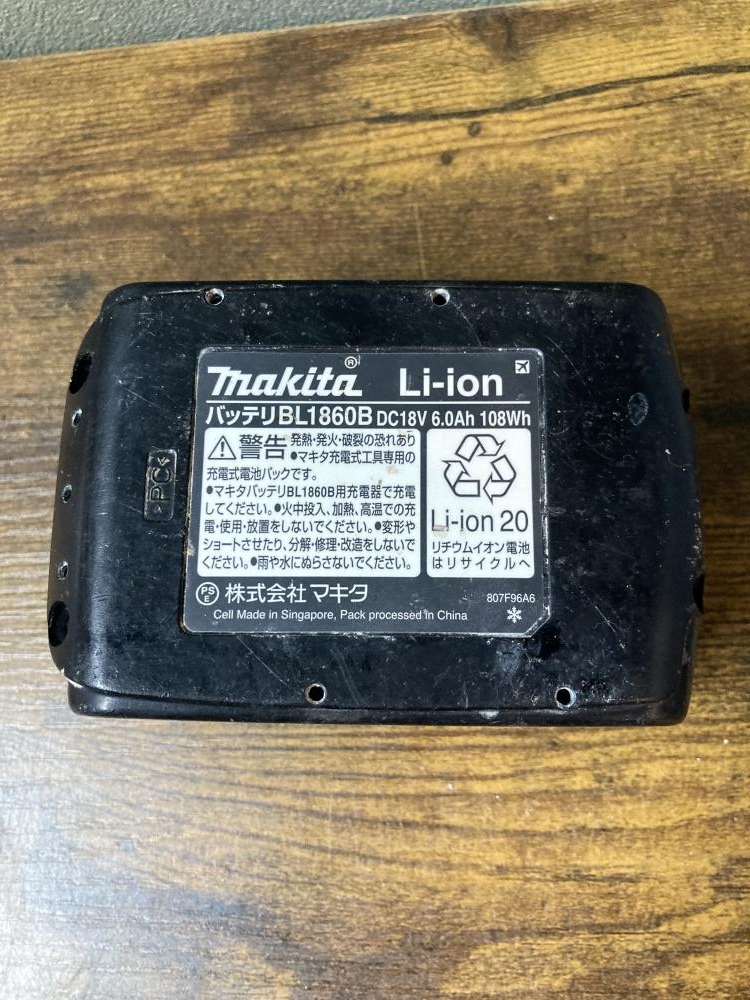 makita® Li-ion
バッテリBL1860B DC18V 6.0Ah 108Wh
警告 発熱・発火・破裂の恐れあり
●マキタ充電式工具専用の
充電式電池パックです。
●マキタバッテリBL1860B用充電器で充電
してください。●火中投入、加熱、高温での充
電・使用・放置をしないでください。●変形や
ショートさせたり、分解・修理・改造をしないで
ください。●雨や水にぬらさないでください。
Li-ion 20
リチウムイオン電池
はリサイクルへ
PSE 株式会社マキタ
807F96A6
Cell Made in Singapore, Pack processed in China
>PC<